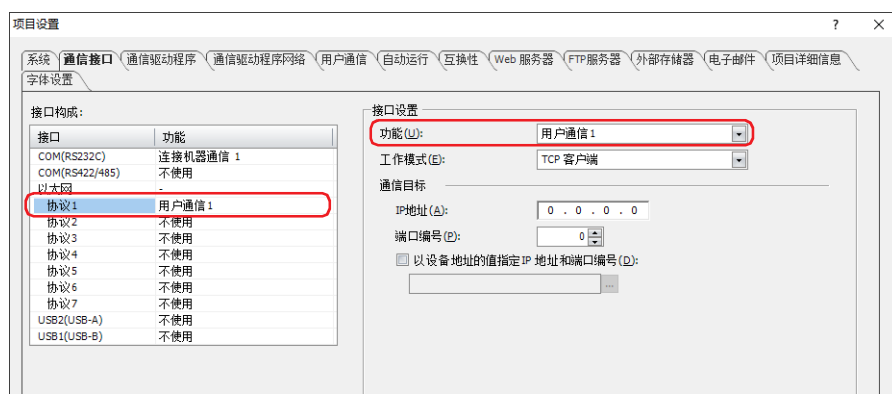 项目设置 ? ×
系统 通信接口 通信驱动程序 通信驱动程序网络 用户通信 自动运行 互换性 Web 服务器 FTP服务器 外部存储器 电子邮件 项目详细信息
字体设置
接口构成:
接口 功能
COM(RS232C) 连接机器通信 1
COM(RS422/485) 不使用
以太网 -
协议1 用户通信1
协议2 不使用
协议3 不使用
协议4 不使用
协议5 不使用
协议6 不使用
协议7 不使用
USB2(USB-A) 不使用
USB1(USB-B) 不使用
接口设置
功能(U): 用户通信1
工作模式(E): TCP 客户端
通信目标
IP地址(A): 0 . 0 . 0 . 0
端口编号(P): 0
以设备地址的值指定IP 地址和端口编号(D):
...